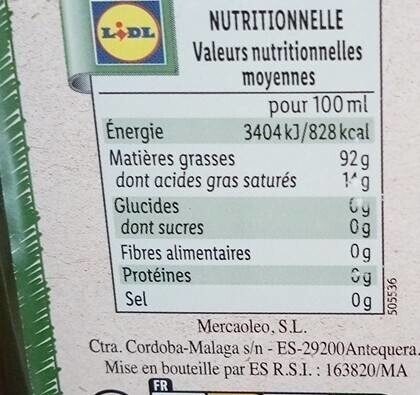 LIDL
NUTRITIONNELLE
Valeurs nutritionnelles
moyennes
pour 100 ml
Énergie 3404 kJ/828 kcal
Matières grasses 92 g
dont acides gras saturés g
Glucides g
dont sucres 0 g
Fibres alimentaires 0 g
Protéines g
Sel 0 g
505536
Mercaoleo, S.L.
Ctra. Cordoba-Malaga s/n - ES-29200Antequera.
Mise en bouteille par ES R.S.I. : 163820/MA
FR